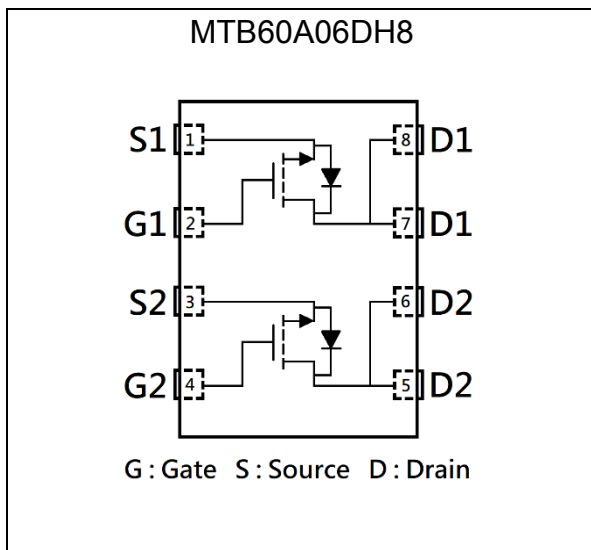 MTB60A06DH8
S1 1 8 D1
G1 2 7 D1
S2 3 6 D2
G2 4 5 D2
G : Gate S : Source D : Drain